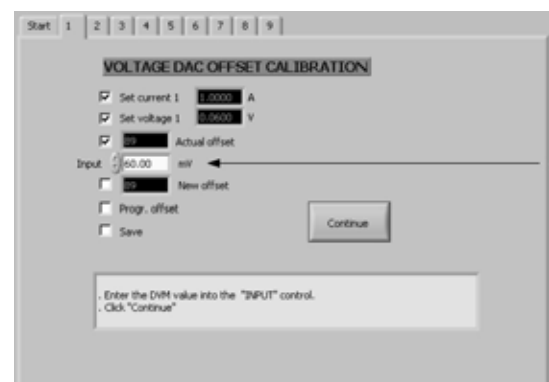 Start 1 2 3 4 5 6 7 8 9
VOLTAGE DAC OFFSET CALIBRATION
Set current 1 1.0000 A
Set voltage 1 0.0600 V
89 Actual offset
Input 60.00 mV
89 New offset
Progr. offset
Save
Continue
. Enter the DVM value into the "INPUT" control.
. Click "Continue"